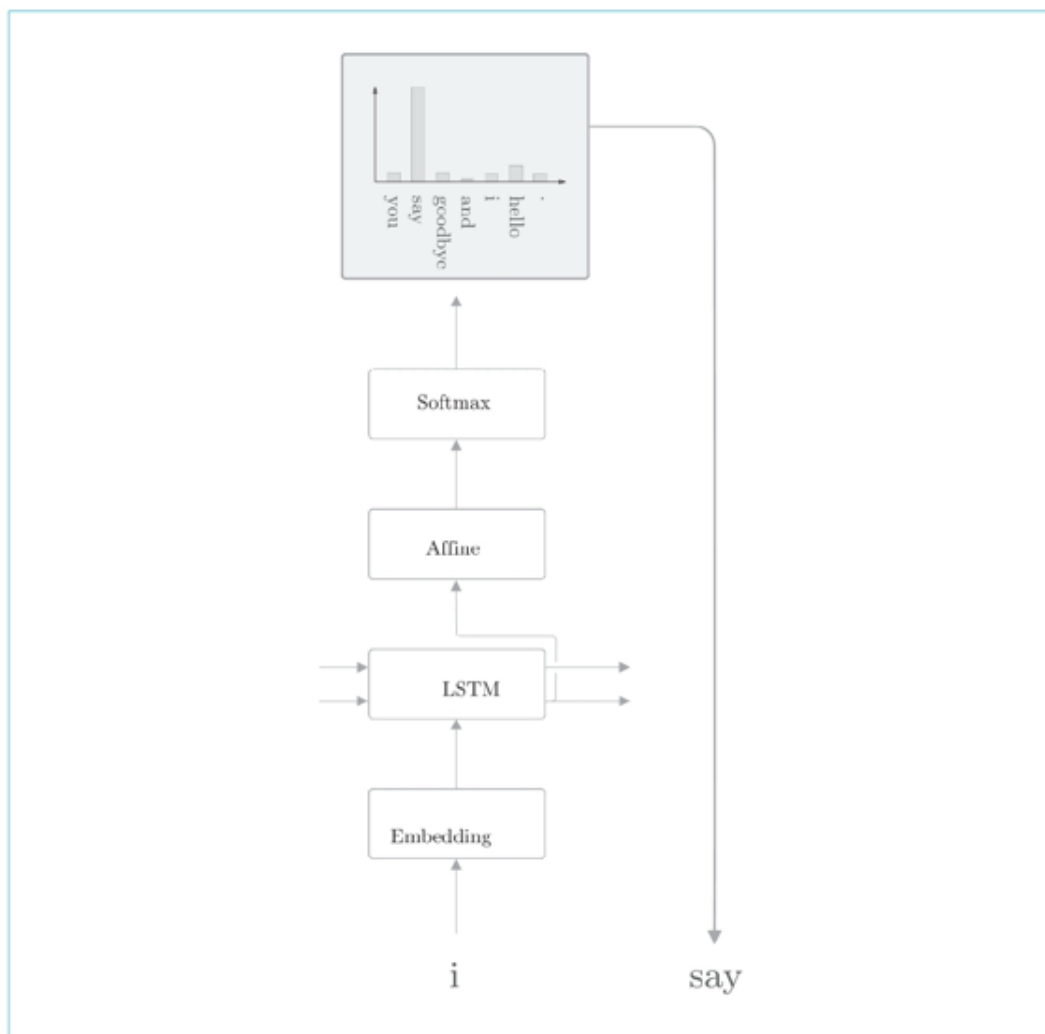 you
say
goodbye
and
i
hello
.
Softmax
Affine
LSTM
Embedding
i say